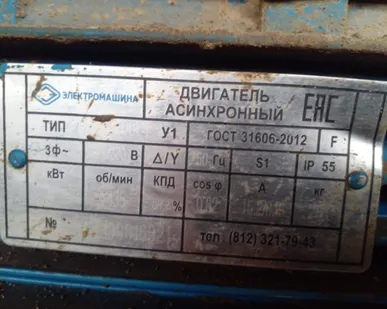 ЭЛЕКТРОМАШИНА
ДВИГАТЕЛЬ
АСИНХРОННЫЙ
EAC
ТИП У1 ГОСТ 31606-2012 F
3ф~ В Δ/Y Гц S1 IP 55
кВт об/мин КПД cos φ А кг
%
№ тел. (812) 321-79-43